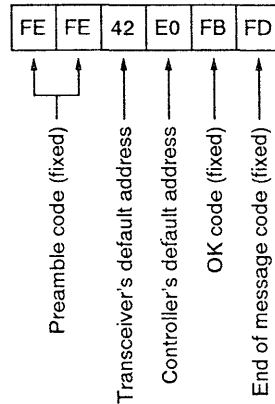 FE FE 42 E0 FB FD
Preamble code (fixed)
Transceiver's default address
Controller's default address
OK code (fixed)
End of message code (fixed)